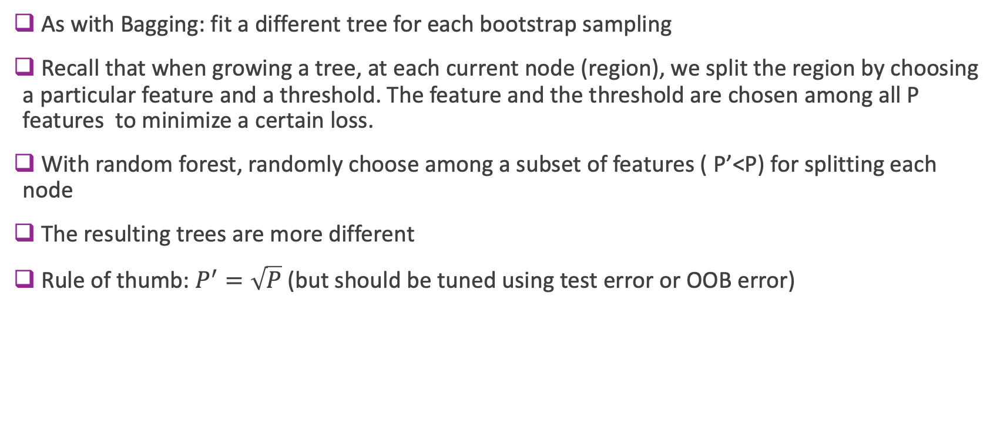 ❑ As with Bagging: fit a different tree for each bootstrap sampling
❑ Recall that when growing a tree, at each current node (region), we split the region by choosing
a particular feature and a threshold. The feature and the threshold are chosen among all P
features  to minimize a certain loss.
❑ With random forest, randomly choose among a subset of features ( P’<P) for splitting each
node
❑ The resulting trees are more different
❑ Rule of thumb: P′ = √P (but should be tuned using test error or OOB error)